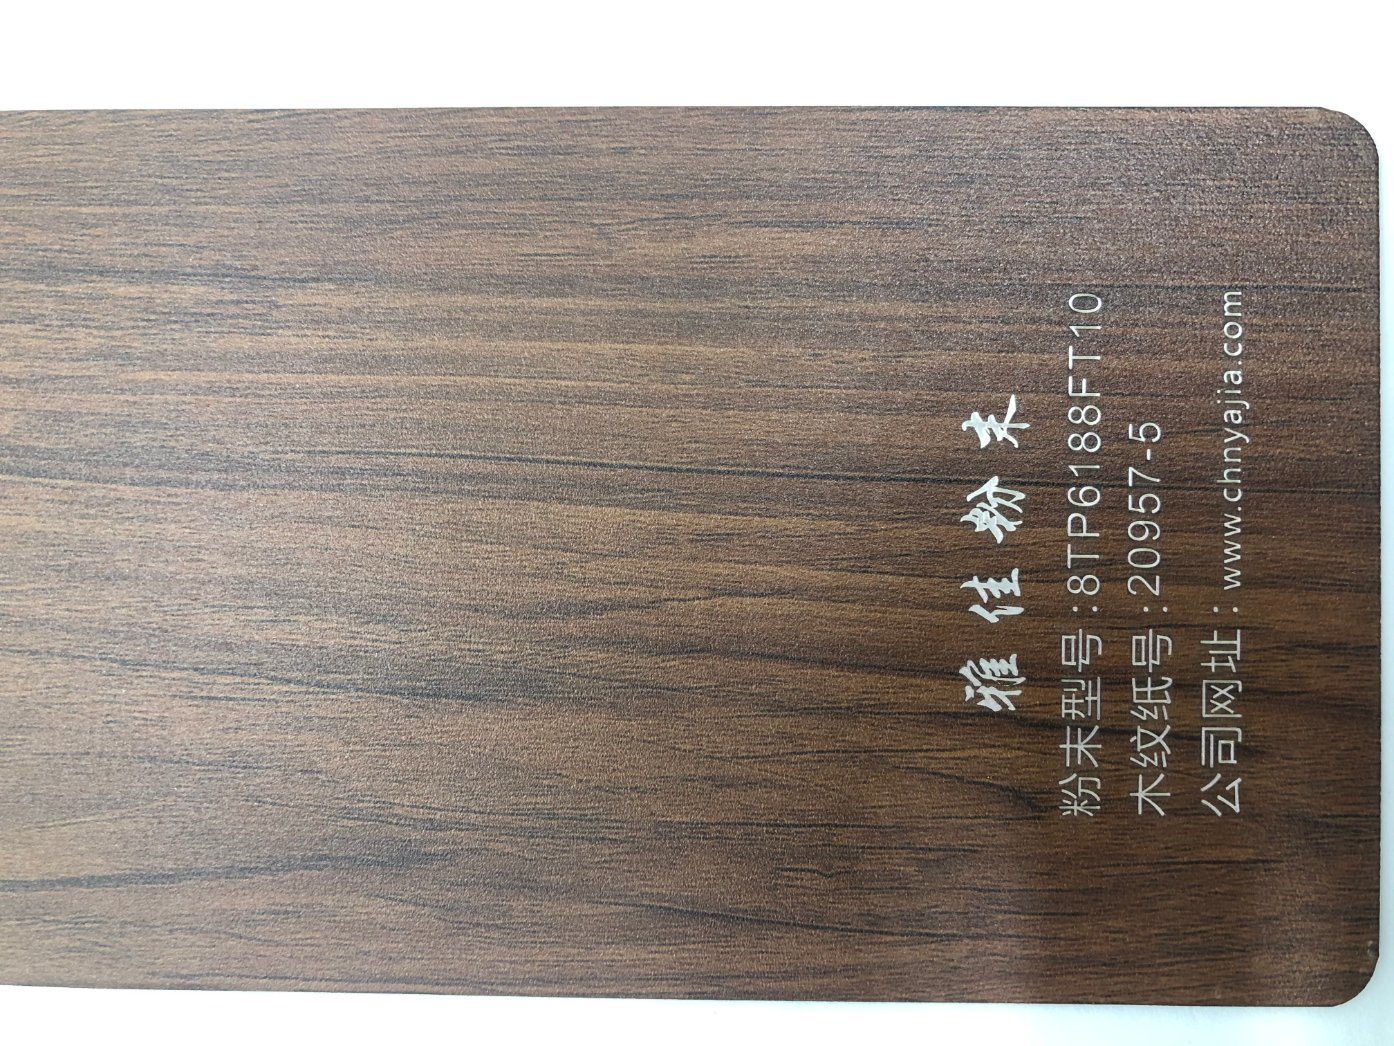 雅佳粉末
粉末型号:8TP6188FT10
木纹纸号:20957-5
公司网址: www.chnyajia.com